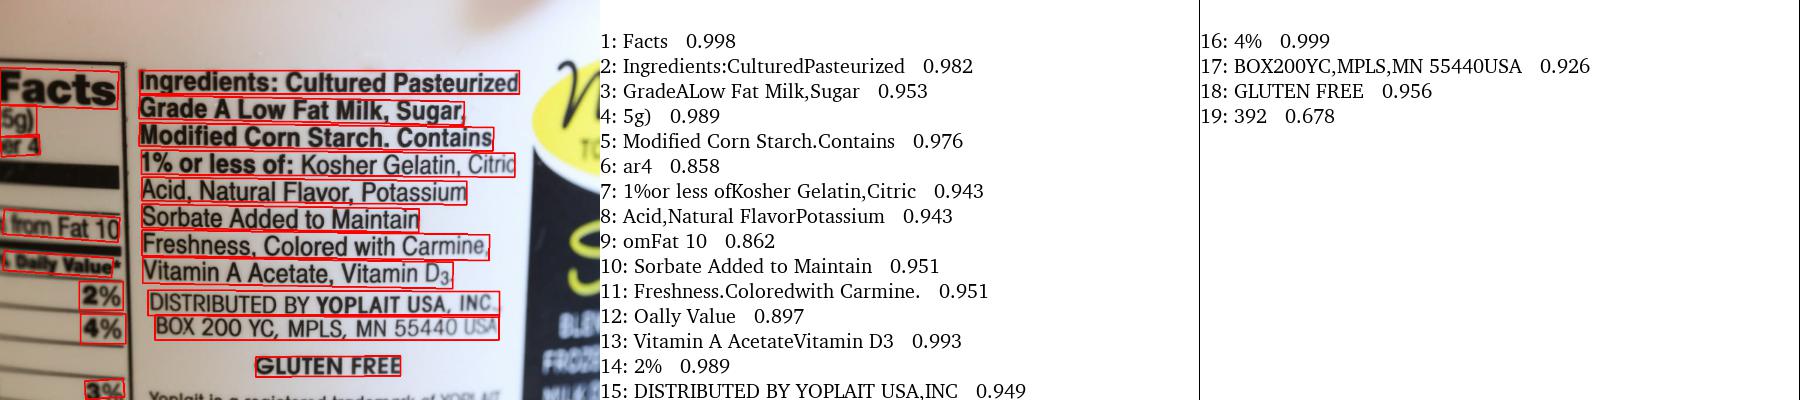 Facts
5g)
er 4
from Fat 10
% Daily Value*
2%
4%
3%
Ingredients: Cultured Pasteurized
Grade A Low Fat Milk, Sugar,
Modified Corn Starch. Contains
1% or less of: Kosher Gelatin, Citric
Acid, Natural Flavor, Potassium
Sorbate Added to Maintain
Freshness, Colored with Carmine,
Vitamin A Acetate, Vitamin D3.
DISTRIBUTED BY YOPLAIT USA, INC.
BOX 200 YC, MPLS, MN 55440 USA
GLUTEN FREE
Yoplait is a registered trademark of YOPLAIT
1: Facts 0.998
2: Ingredients:CulturedPasteurized 0.982
3: GradeALow Fat Milk,Sugar 0.953
4: 5g) 0.989
5: Modified Corn Starch.Contains 0.976
6: ar4 0.858
7: 1%or less ofKosher Gelatin,Citric 0.943
8: Acid,Natural FlavorPotassium 0.943
9: omFat 10 0.862
10: Sorbate Added to Maintain 0.951
11: Freshness.Coloredwith Carmine. 0.951
12: Oally Value 0.897
13: Vitamin A AcetateVitamin D3 0.993
14: 2% 0.989
15: DISTRIBUTED BY YOPLAIT USA,INC 0.949
16: 4% 0.999
17: BOX200YC,MPLS,MN 55440USA 0.926
18: GLUTEN FREE 0.956
19: 392 0.678